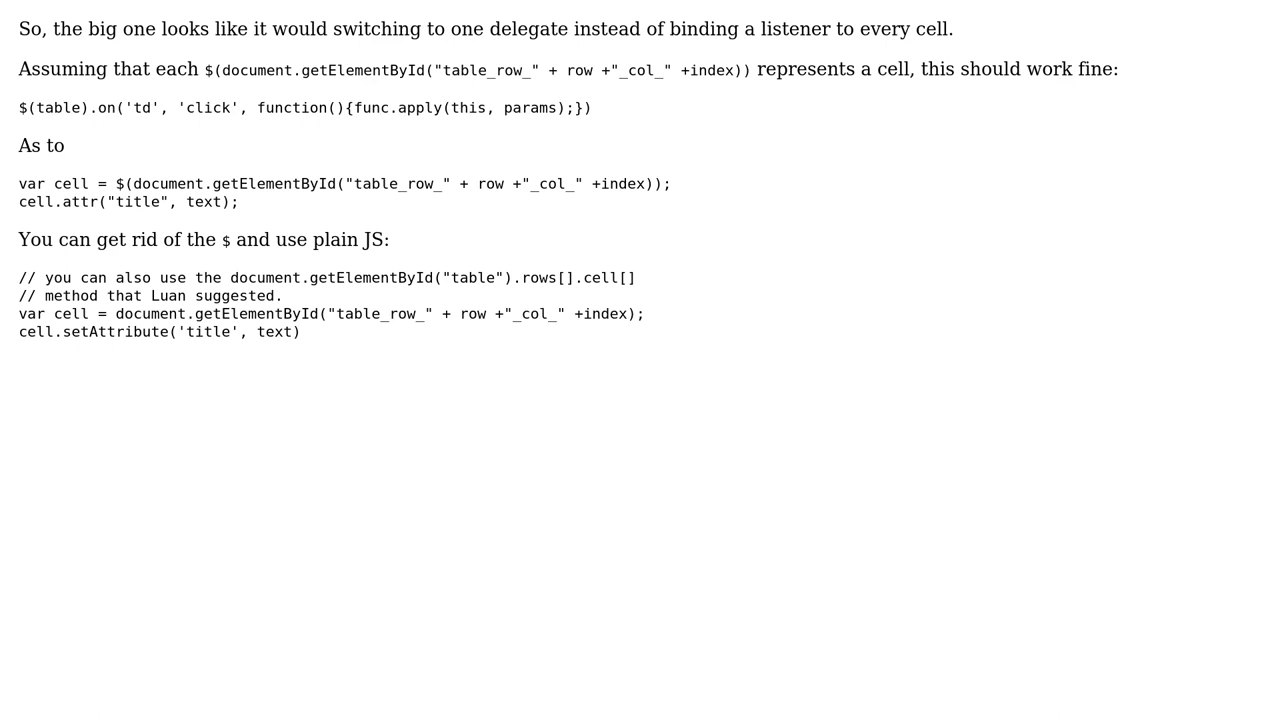 So, the big one looks like it would switching to one delegate instead of binding a listener to every cell.
Assuming that each $(document.getElementById("table_row_" + row +"_col_" +index)) represents a cell, this should work fine:
$(table).on('td', 'click', function(){func.apply(this, params);})
As to
var cell = $(document.getElementById("table_row_" + row +"_col_" +index));
cell.attr("title", text);
You can get rid of the $ and use plain JS:
// you can also use the document.getElementById("table").rows[].cell[]
// method that Luan suggested.
var cell = document.getElementById("table_row_" + row +"_col_" +index);
cell.setAttribute('title', text)